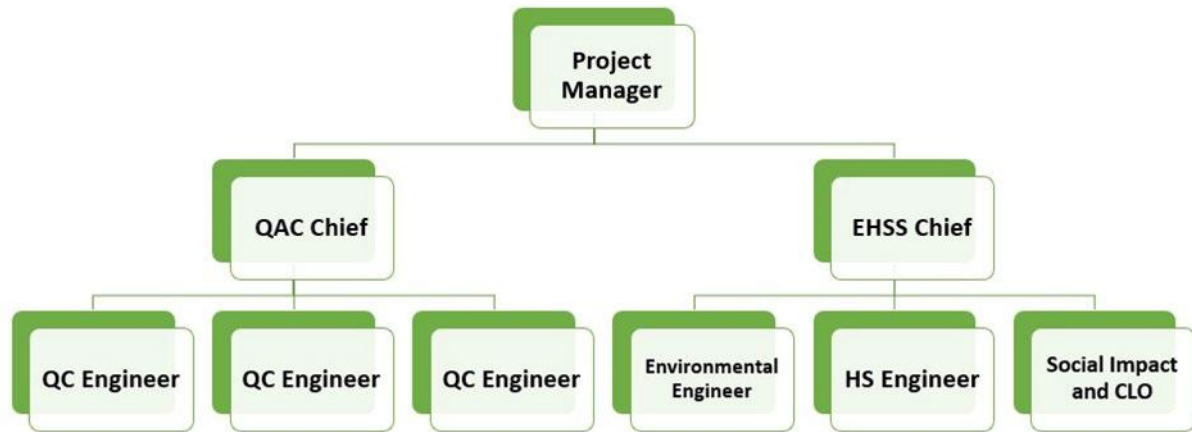 Project
Manager
QAC Chief
EHSS Chief
QC Engineer
QC Engineer
QC Engineer
Environmental
Engineer
HS Engineer
Social Impact
and CLO